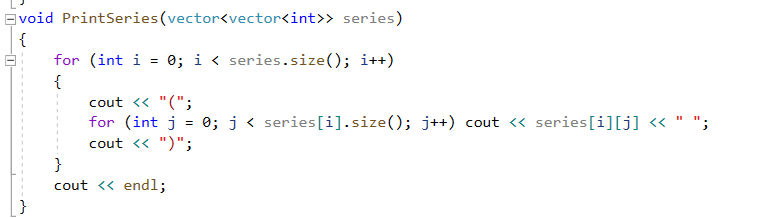 void PrintSeries(vector<vector<int>> series)
{
    for (int i = 0; i < series.size(); i++)
    {
        cout << "(";
        for (int j = 0; j < series[i].size(); j++) cout << series[i][j] << " ";
        cout << ")";
    }
    cout << endl;
}